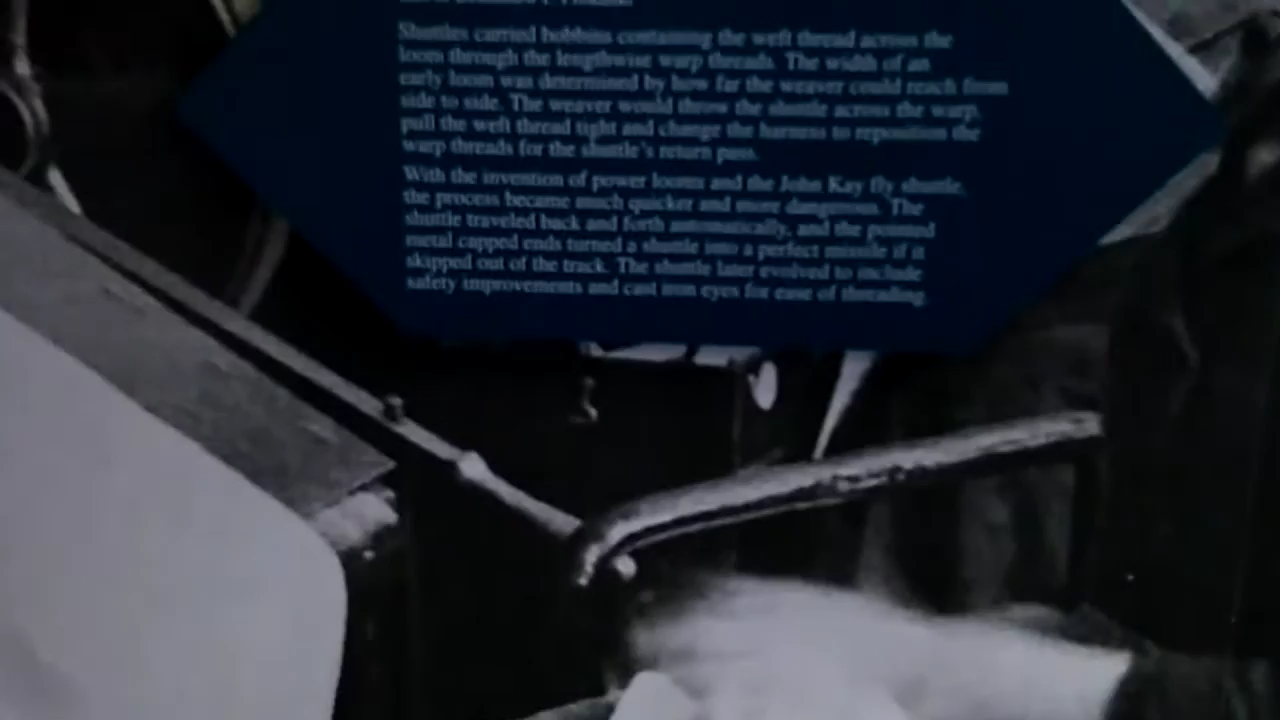 Shuttles carried bobbins containing the weft thread across the
loom through the lengthwise warp threads. The width of an
early loom was determined by how far the weaver could reach from
side to side. The weaver would throw the shuttle across the warp,
pull the weft thread tight and change the harness to reposition the
warp threads for the shuttle's return pass.
With the invention of power looms and the John Kay fly shuttle,
the process became much quicker and more dangerous. The
shuttle traveled back and forth automatically, and the pointed
metal capped ends turned a shuttle into a perfect missile if it
skipped out of the track. The shuttle later evolved to include
safety improvements and cast iron eyes for ease of threading.